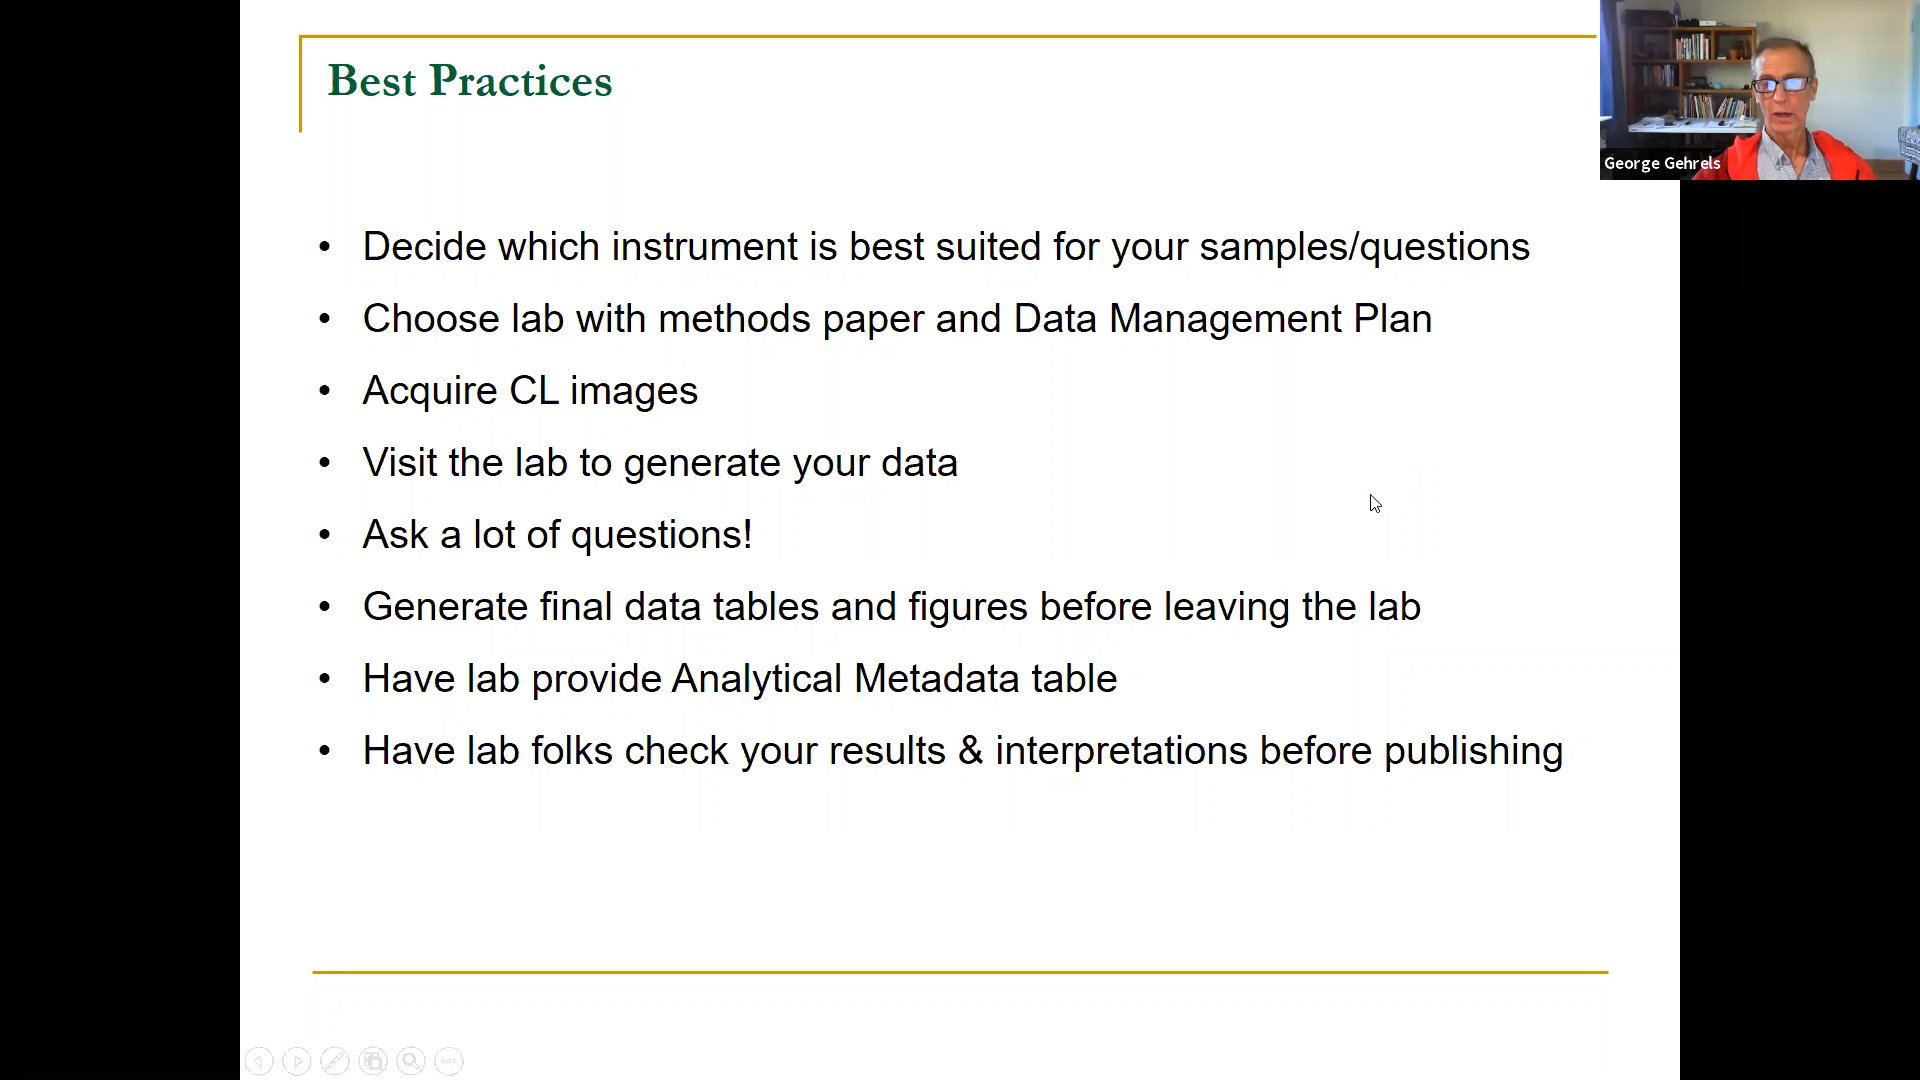 Best Practices
George Gehrels
• Decide which instrument is best suited for your samples/questions
• Choose lab with methods paper and Data Management Plan
• Acquire CL images
• Visit the lab to generate your data
• Ask a lot of questions!
• Generate final data tables and figures before leaving the lab
• Have lab provide Analytical Metadata table
• Have lab folks check your results & interpretations before publishing